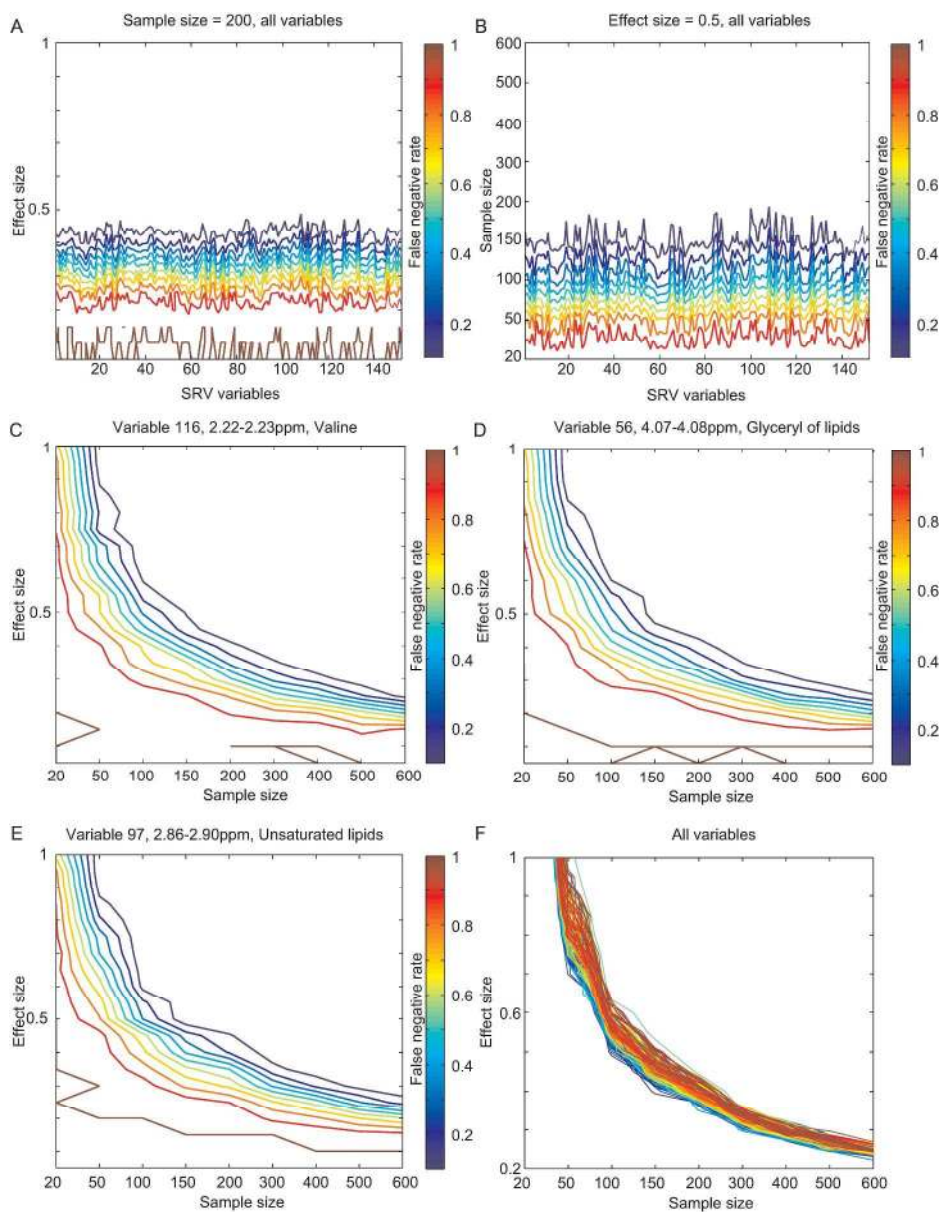 A
Sample size = 200, all variables
1
0.5
Effect size
20 40 60 80 100 120 140
SRV variables
1
0.8
0.6
0.4
0.2
False negative rate
B
Effect size = 0.5, all variables
600
500
400
300
200
150
100
50
20
Sample size
20 40 60 80 100 120 140
SRV variables
1
0.8
0.6
0.4
0.2
False negative rate
C
Variable 116, 2.22-2.23ppm, Valine
1
0.5
Effect size
20 50 100 150 200 300 400 500 600
Sample size
1
0.8
0.6
0.4
0.2
False negative rate
D
Variable 56, 4.07-4.08ppm, Glyceryl of lipids
1
0.5
Effect size
20 50 100 150 200 300 400 500 600
Sample size
1
0.8
0.6
0.4
0.2
False negative rate
E
Variable 97, 2.86-2.90ppm, Unsaturated lipids
1
0.5
Effect size
20 50 100 150 200 300 400 500 600
Sample size
1
0.8
0.6
0.4
0.2
False negative rate
F
All variables
1
0.6
0.2
Effect size
20 50 100 150 200 300 400 500 600
Sample size